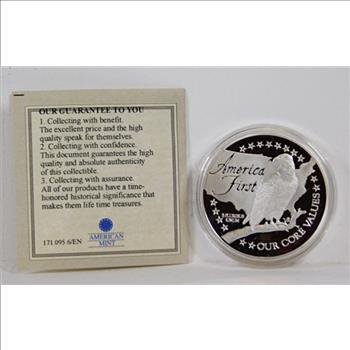 OUR GUARANTEE TO YOU
1. Collecting with benefit.
The excellent price and the high
quality speak for themselves.
2. Collecting with confidence.
This document guarantees the high
quality and absolute authenticity
of this collectible.
3. Collecting with assurance.
All of our products have a time-
honored historical significance that
makes them life time treasures.
171 095 6/EN
AMERICAN
MINT
America
First
OUR CORE VALUES